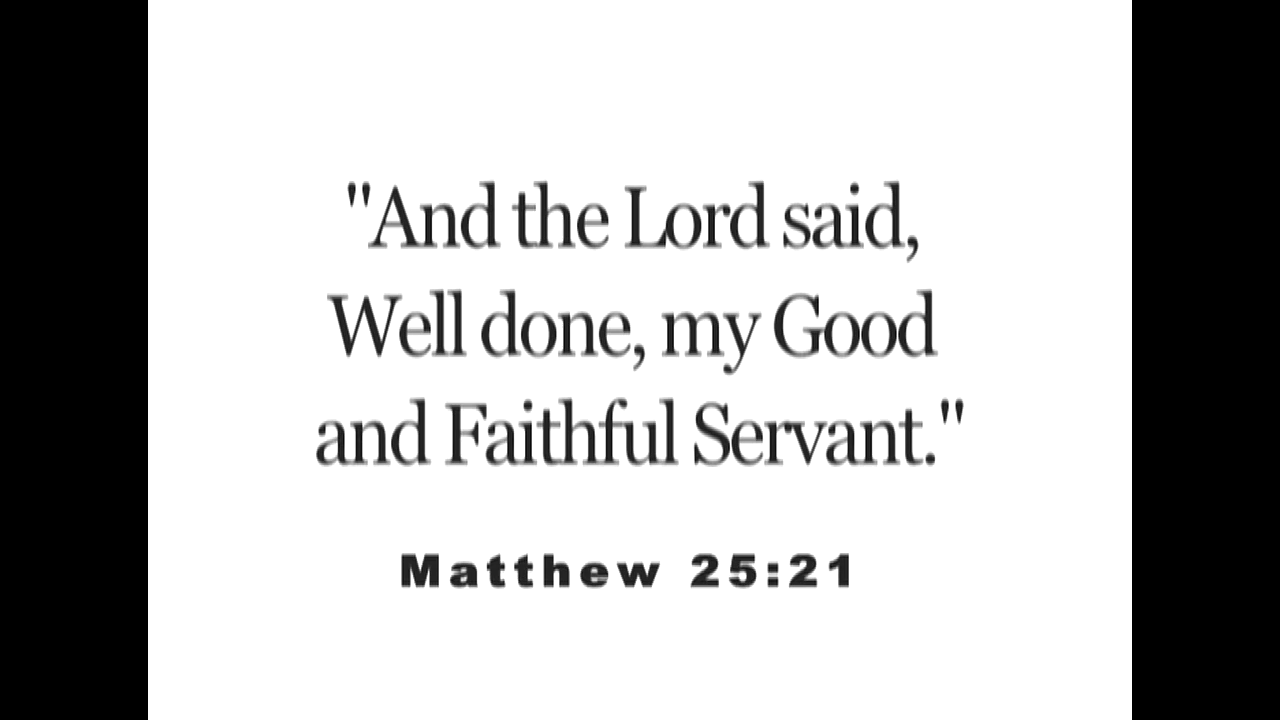 "And the Lord said,
Well done, my Good
and Faithful Servant."
Matthew 25:21